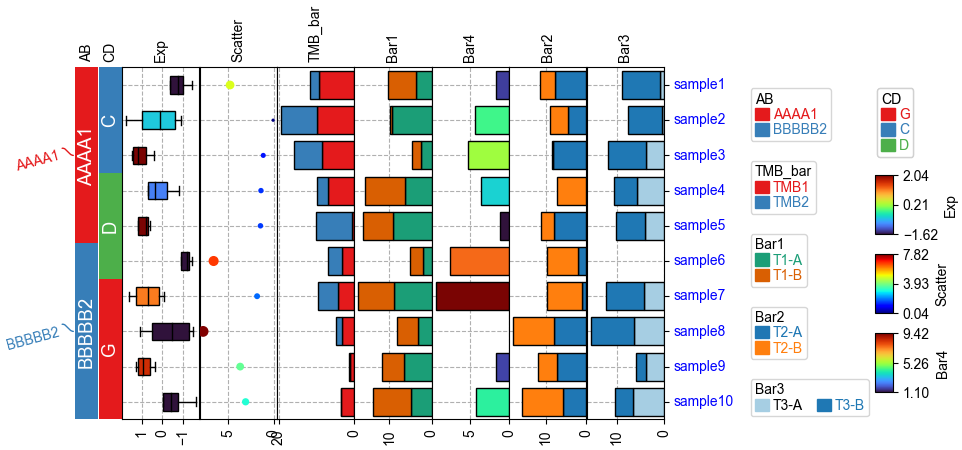 AB
CD
Exp
Scatter
TMB_bar
Bar1
Bar4
Bar2
Bar3
AAAA1
AAAA1
BBBBB2
BBBBB2
C
D
G
sample1
sample2
sample3
sample4
sample5
sample6
sample7
sample8
sample9
sample10
1 0 −1
5 0
20 0
10 0
5 0
10 0
10 0
AB
AAAA1
BBBBB2
TMB_bar
TMB1
TMB2
Bar1
T1-A
T1-B
Bar2
T2-A
T2-B
Bar3
T3-A T3-B
CD
G
C
D
2.04
0.21
−1.62
Exp
7.82
3.93
0.04
Scatter
9.42
5.26
1.10
Bar4